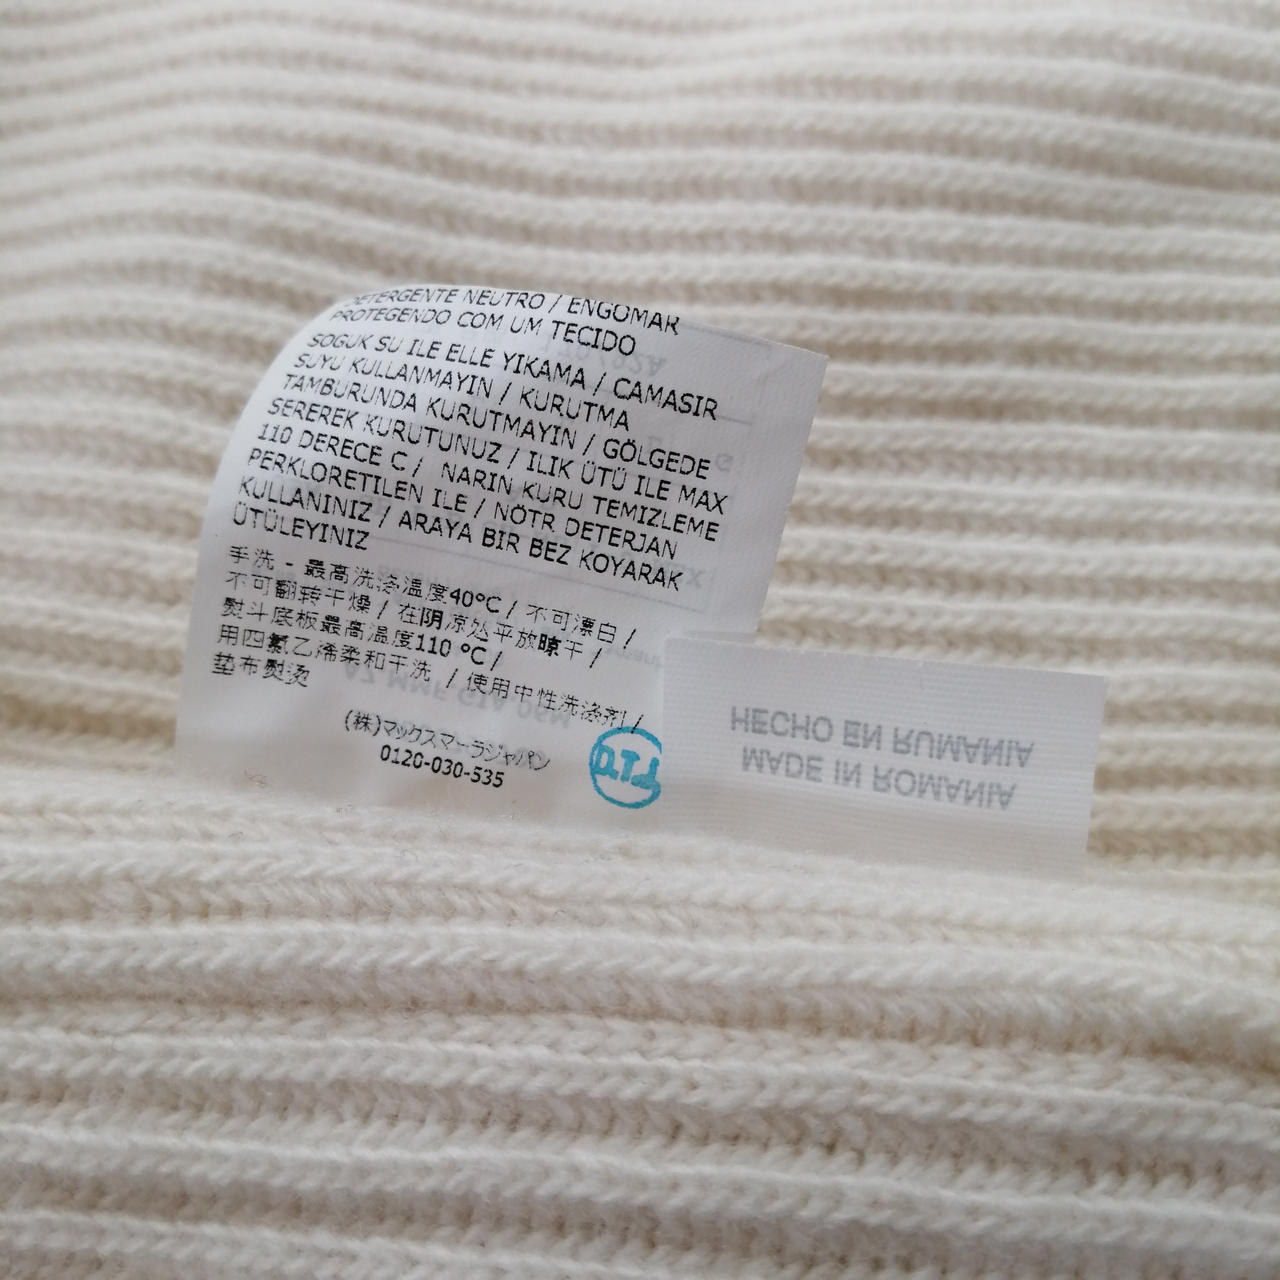 DETERGENTE NEUTRO / ENGOMAR
PROTEGENDO COM UM TECIDO
SOGUK SU ILE ELLE YIKAMA / CAMASIR
SUYU KULLANMAYIN / KURUTMA
TAMBURUNDA KURUTMAYIN / GÖLGEDE
SEREREK KURUTUNUZ / ILIK ÜTÜ ILE MAX
110 DERECE C / NARIN KURU TEMIZLEME
PERKLORETILEN ILE / NÖTR DETERJAN
KULLANINIZ / ARAYA BIR BEZ KOYARAK
ÜTÜLEYINIZ
手洗 - 最高洗涤温度40°C / 不可漂白 /
不可翻转干燥 / 在阴凉处平放晾干 /
熨斗底板最高温度110 °C /
用四氯乙烯柔和干洗 / 使用中性洗涤剂 /
垫布熨烫
(株)マックスマーラジャパン
0120-030-535
HECHO EN RUMANIA
MADE IN ROMANIA